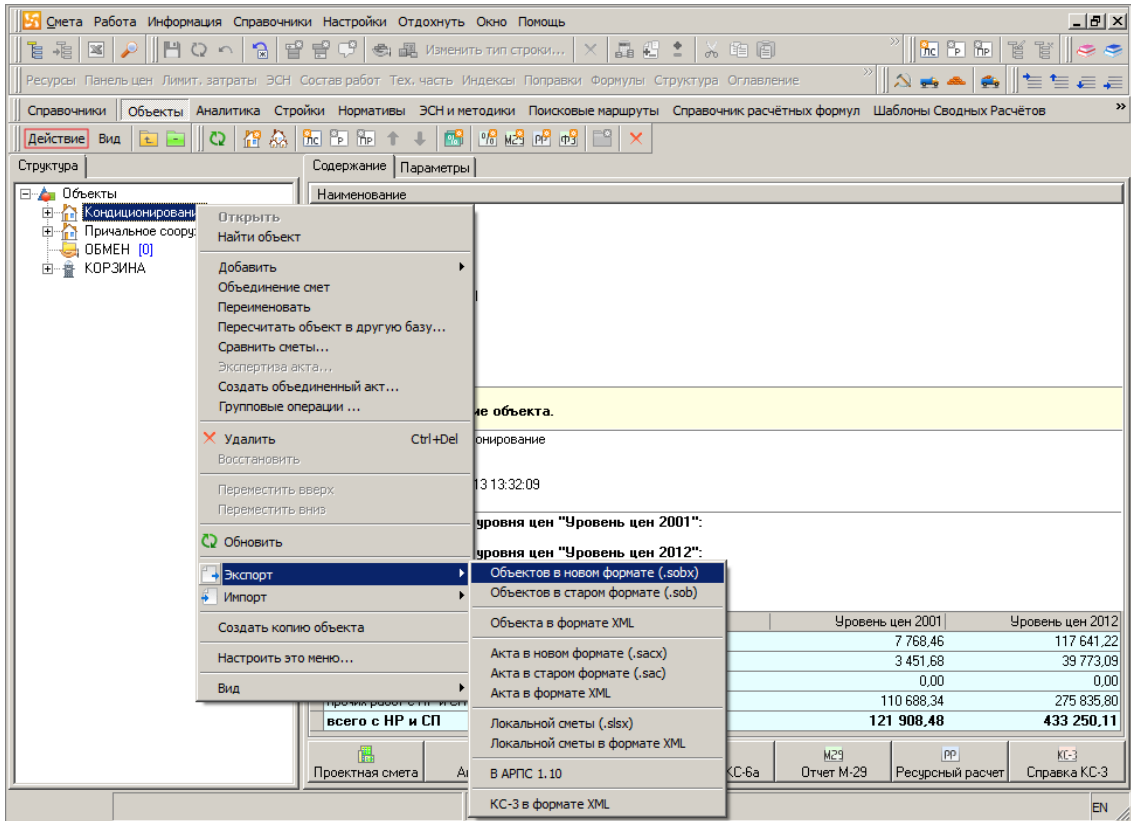 Смета Работа Информация Справочники Настройки Отдохнуть Окно Помощь
Изменить тип строки...
Ресурсы Панель цен Лимит. затраты ЭСН Состав работ Тех. часть Индексы Поправки Формулы Структура Оглавление
Справочники Объекты Аналитика Стройки Нормативы ЭСН и методики Поисковые маршруты Справочник расчётных формул Шаблоны Сводных Расчётов
Действие Вид
Структура Содержание Параметры
Объекты
Наименование
Кондиционировани
Причальное соору
ОБМЕН [0]
КОРЗИНА
Открыть
Найти объект
Добавить
Объединение смет
Переименовать
Пересчитать объект в другую базу...
Сравнить сметы...
Экспертиза акта...
Создать объединенный акт...
Групповые операции ...
ие объекта.
Удалить Ctrl+Del
онирование
Восстановить
Переместить вверх
13 13:32:09
Переместить вниз
уровня цен "Уровень цен 2001":
Обновить
уровня цен "Уровень цен 2012":
Экспорт
Импорт
Создать копию объекта
Настроить это меню...
Вид
Объектов в новом формате (.sobx)
Объектов в старом формате (.sob)
Объекта в формате XML
Акта в новом формате (.sacx)
Акта в старом формате (.sac)
Акта в формате XML
Локальной сметы (.slsx)
Локальной сметы в формате XML
В АРПС 1.10
КС-3 в формате XML
Уровень цен 2001 Уровень цен 2012
7 768,46 117 641,22
3 451,68 39 773,09
0,00 0,00
110 688,34 275 835,80
всего с НР и СП 121 908,48 433 250,11
Проектная смета КС-6а Отчет М-29 Ресурсный расчет Справка КС-3
EN